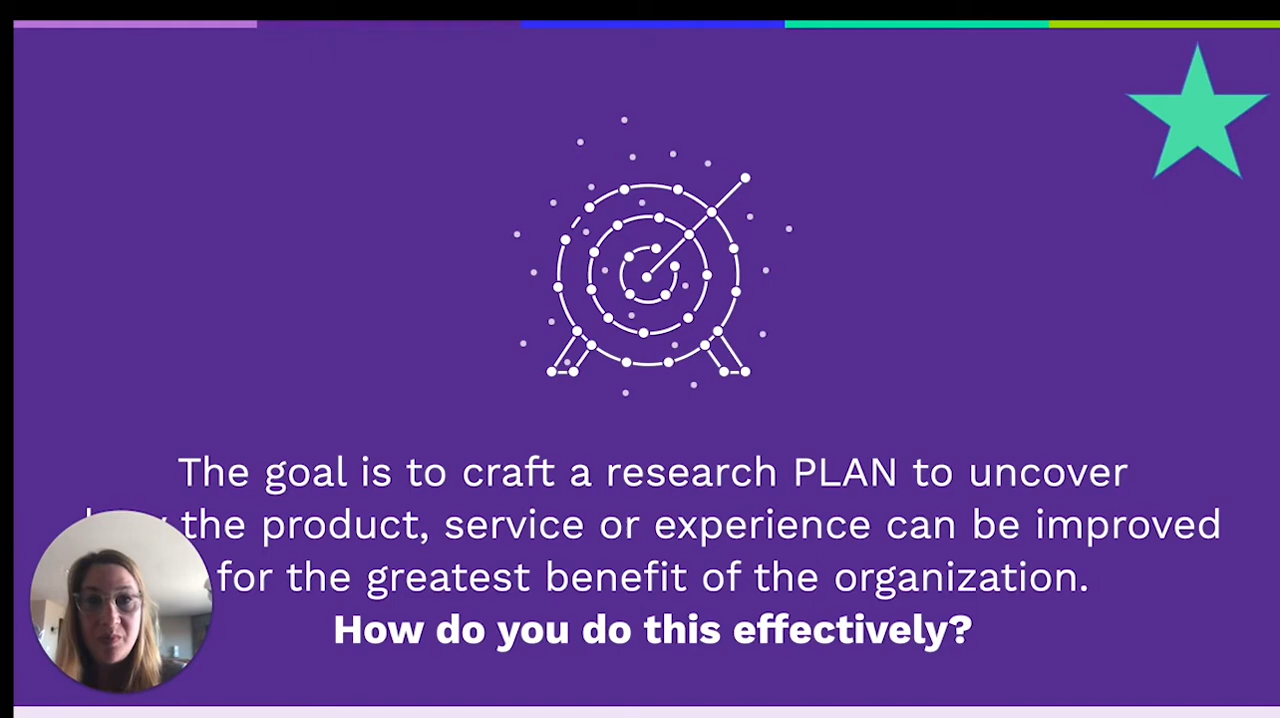 The goal is to craft a research PLAN to uncover
the product, service or experience can be improved
for the greatest benefit of the organization.
How do you do this effectively?